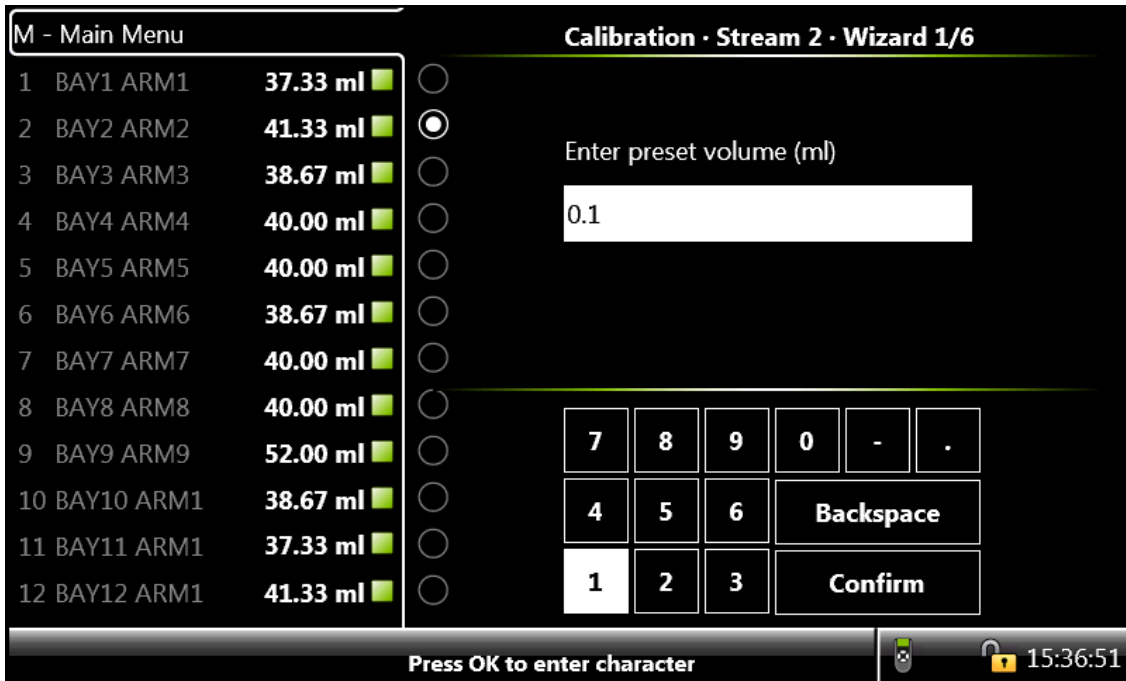 M - Main Menu
1 BAY1 ARM1 37.33 ml
2 BAY2 ARM2 41.33 ml
3 BAY3 ARM3 38.67 ml
4 BAY4 ARM4 40.00 ml
5 BAY5 ARM5 40.00 ml
6 BAY6 ARM6 38.67 ml
7 BAY7 ARM7 40.00 ml
8 BAY8 ARM8 40.00 ml
9 BAY9 ARM9 52.00 ml
10 BAY10 ARM1 38.67 ml
11 BAY11 ARM1 37.33 ml
12 BAY12 ARM1 41.33 ml
Calibration · Stream 2 · Wizard 1/6
Enter preset volume (ml)
0.1
7 8 9 0 - .
4 5 6 Backspace
1 2 3 Confirm
Press OK to enter character
15:36:51